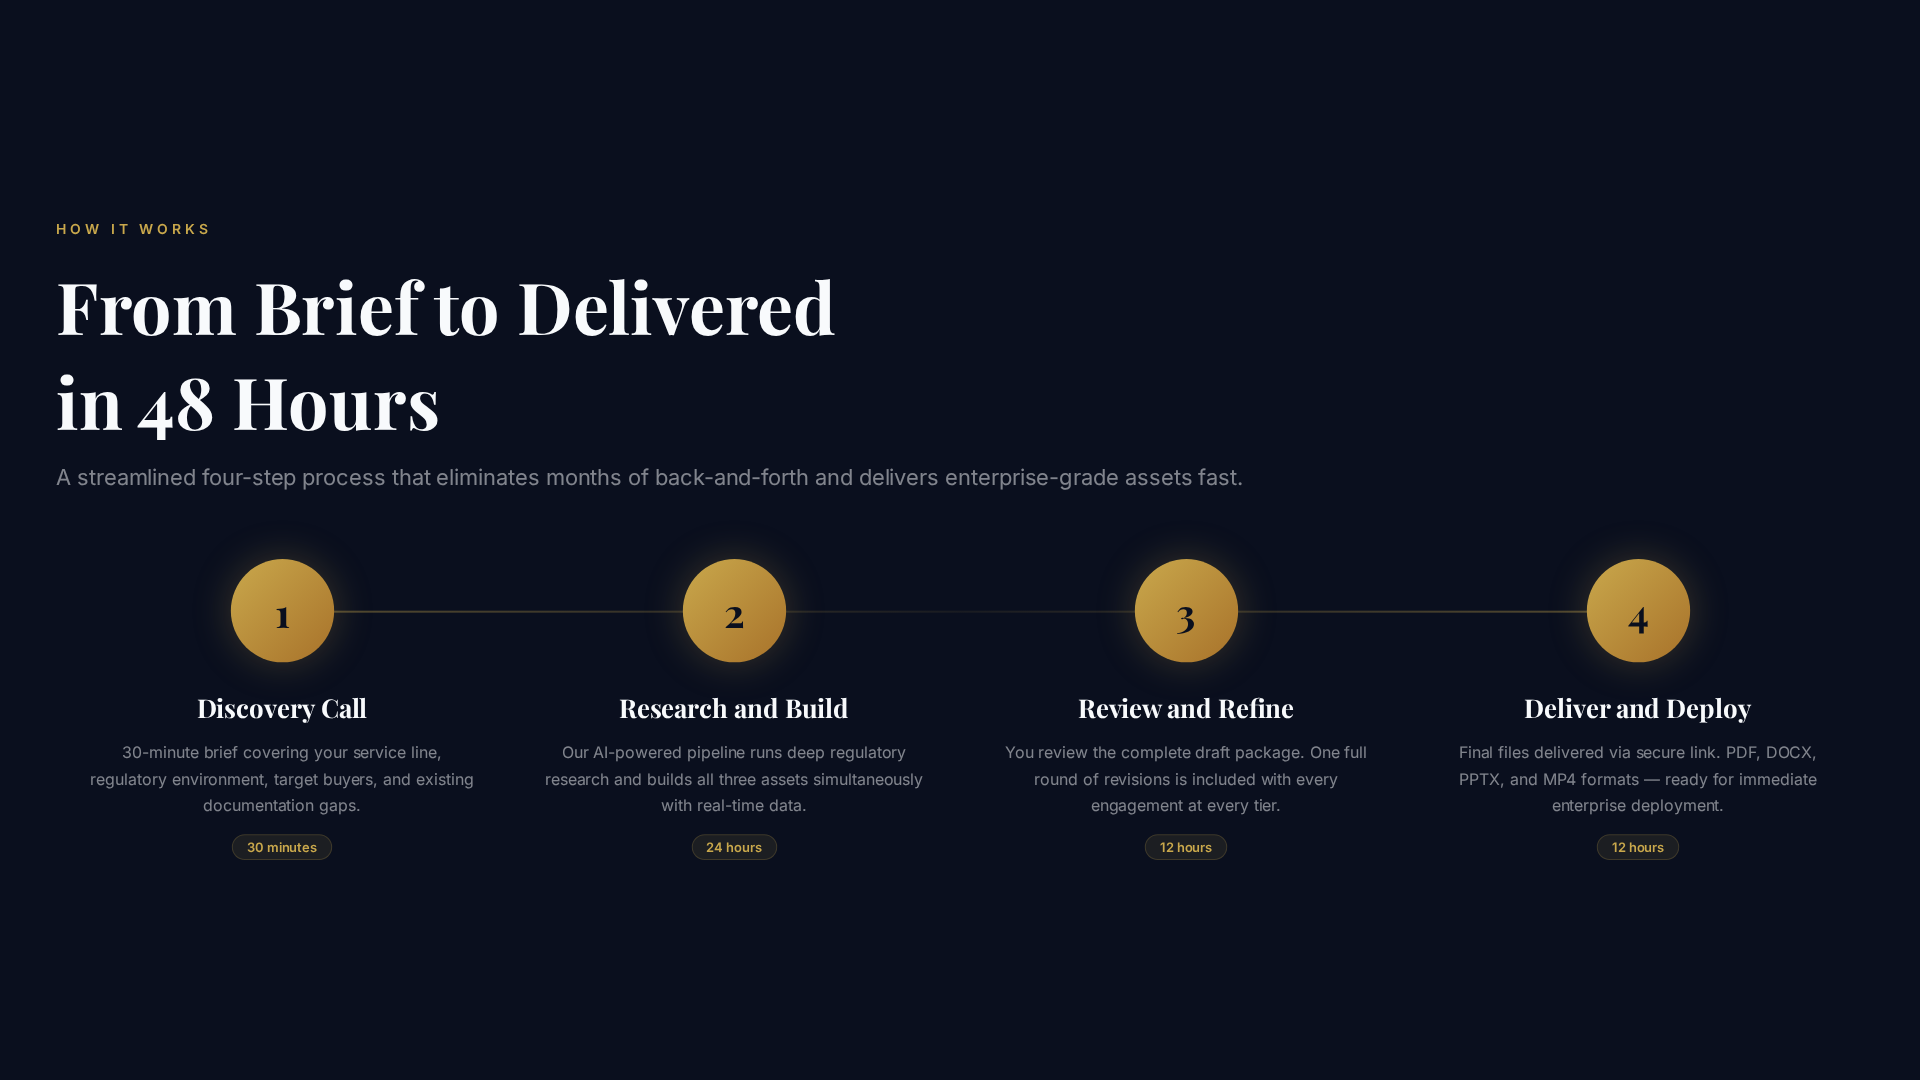 HOW IT WORKS
From Brief to Delivered
in 48 Hours
A streamlined four-step process that eliminates months of back-and-forth and delivers enterprise-grade assets fast.
1
Discovery Call
30-minute brief covering your service line,
regulatory environment, target buyers, and existing
documentation gaps.
30 minutes
2
Research and Build
Our AI-powered pipeline runs deep regulatory
research and builds all three assets simultaneously
with real-time data.
24 hours
3
Review and Refine
You review the complete draft package. One full
round of revisions is included with every
engagement at every tier.
12 hours
4
Deliver and Deploy
Final files delivered via secure link. PDF, DOCX,
PPTX, and MP4 formats — ready for immediate
enterprise deployment.
12 hours